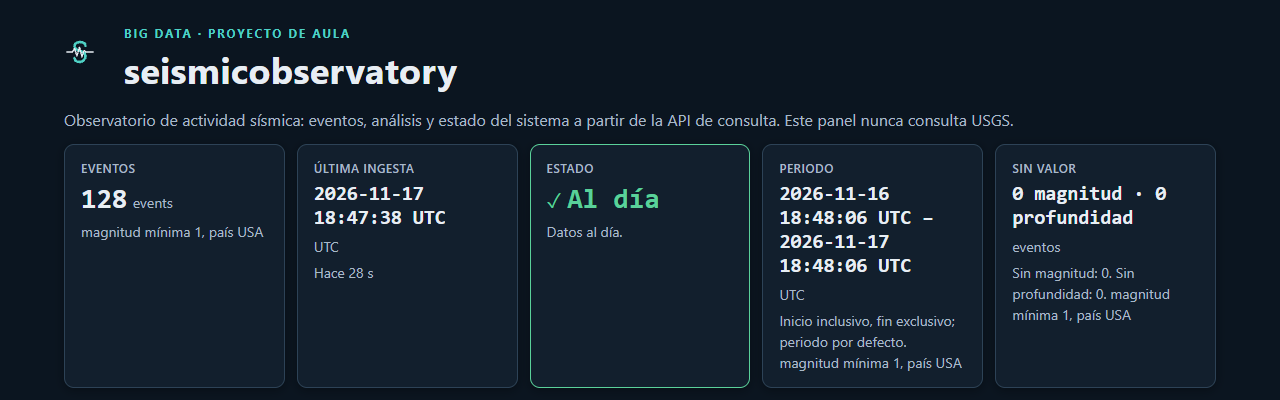 BIG DATA · PROYECTO DE AULA
seismicobservatory
Observatorio de actividad sísmica: eventos, análisis y estado del sistema a partir de la API de consulta. Este panel nunca consulta USGS.
EVENTOS
128 events
magnitud mínima 1, país USA
ÚLTIMA INGESTA
2026-11-17
18:47:38 UTC
UTC
Hace 28 s
ESTADO
✓ Al día
Datos al día.
PERIODO
2026-11-16
18:48:06 UTC –
2026-11-17
18:48:06 UTC
UTC
Inicio inclusivo, fin exclusivo;
periodo por defecto.
magnitud mínima 1, país USA
SIN VALOR
0 magnitud · 0
profundidad
eventos
Sin magnitud: 0. Sin
profundidad: 0. magnitud
mínima 1, país USA